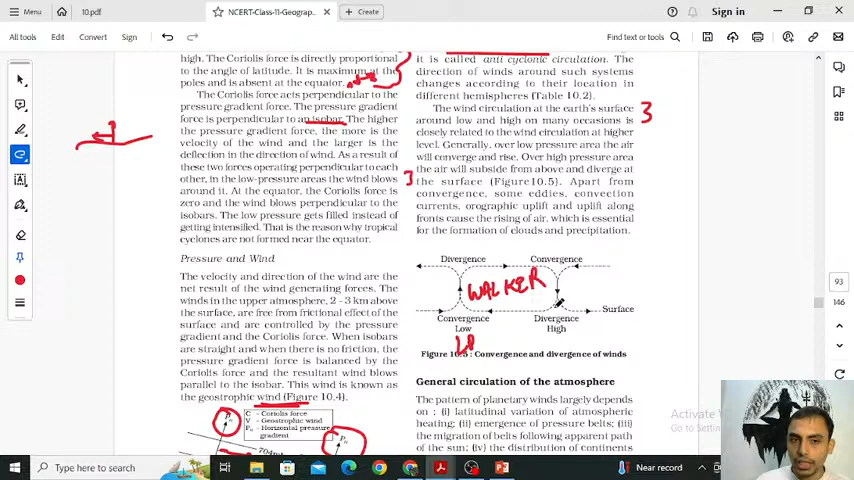 Menu
10.pdf
NCERT-Class-11-Geograp...
Create
Sign in
All tools
Edit
Convert
Sign
Find text or tools
high. The Coriolis force is directly proportional
to the angle of latitude. It is maximum at the
poles and is absent at the equator.
The Coriolis force acts perpendicular to the
pressure gradient force. The pressure gradient
force is perpendicular to an isobar. The higher
the pressure gradient force, the more is the
velocity of the wind and the larger is the
deflection in the direction of wind. As a result of
these two forces operating perpendicular to each
other, in the low-pressure areas the wind blows
around it. At the equator, the Coriolis force is
zero and the wind blows perpendicular to the
isobars. The low pressure gets filled instead of
getting intensified. That is the reason why tropical
cyclones are not formed near the equator.
Pressure and Wind
The velocity and direction of the wind are the
net result of the wind generating forces. The
winds in the upper atmosphere, 2 - 3 km above
the surface, are free from frictional effect of the
surface and are controlled by the pressure
gradient and the Coriolis force. When isobars
are straight and when there is no friction, the
pressure gradient force is balanced by the
Coriolis force and the resultant wind blows
parallel to the isobar. This wind is known as
the geostrophic wind (Figure 10.4).
C - Coriolis force
V - Geostrophic wind
Pn - Horizontal pressure
gradient
Pn
Pn
704m
it is called anti cyclonic circulation. The
direction of winds around such systems
changes according to their location in
different hemispheres (Table 10.2).
The wind circulation at the earth's surface
around low and high on many occasions is
closely related to the wind circulation at higher
level. Generally, over low pressure area the air
will converge and rise. Over high pressure area
the air will subside from above and diverge at
the surface (Figure10.5). Apart from
convergence, some eddies, convection
currents, orographic uplift and uplift along
fronts cause the rising of air, which is essential
for the formation of clouds and precipitation.
3
3
Divergence
Convergence
WALKER
Surface
Convergence
Low
Divergence
High
LP
Figure 10.5 : Convergence and divergence of winds
General circulation of the atmosphere
The pattern of planetary winds largely depends
on : (i) latitudinal variation of atmospheric
heating; (ii) emergence of pressure belts; (iii)
the migration of belts following apparent path
of the sun; (iv) the distribution of continents
93
146
Activate
Go to Setting
Type here to search
Near record